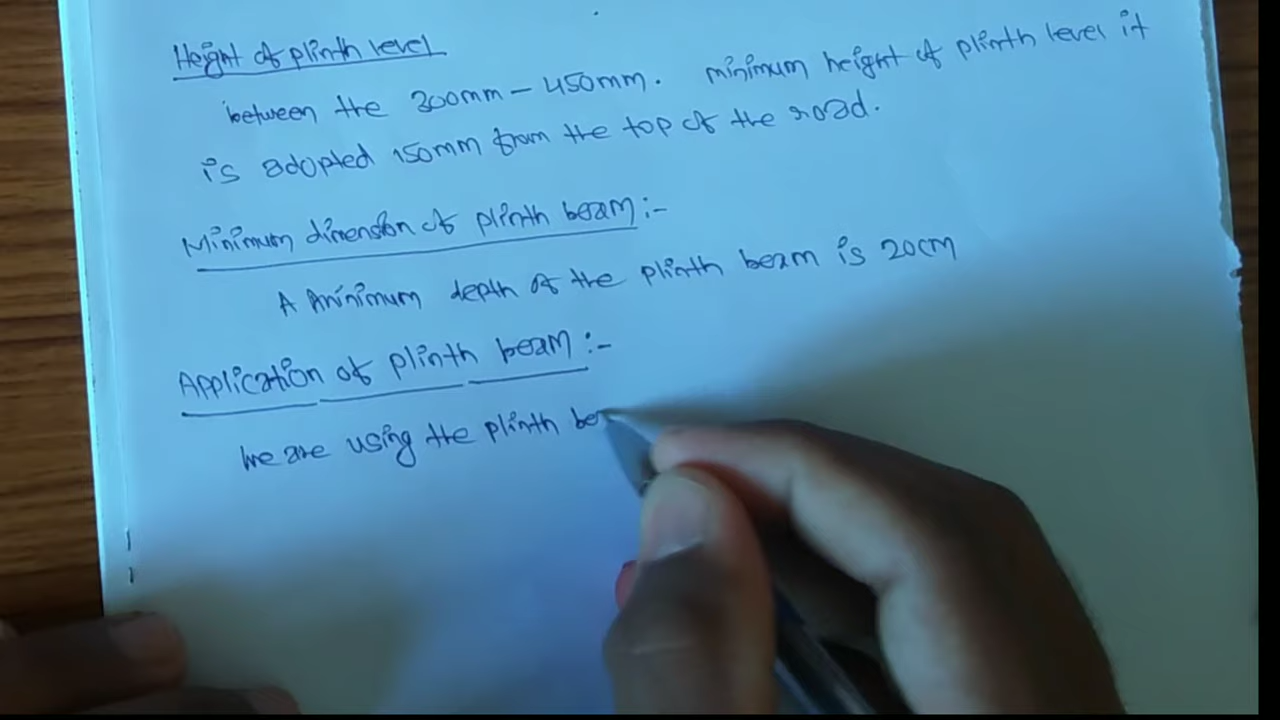 Height of plinth level
between the 300mm - 450mm. minimum height of plinth level it
is adopted 150mm from the top of the road.
Minimum dimension of plinth beam:-
A minimum depth of the plinth beam is 20cm
Application of plinth beam:-
We are using the plinth bea